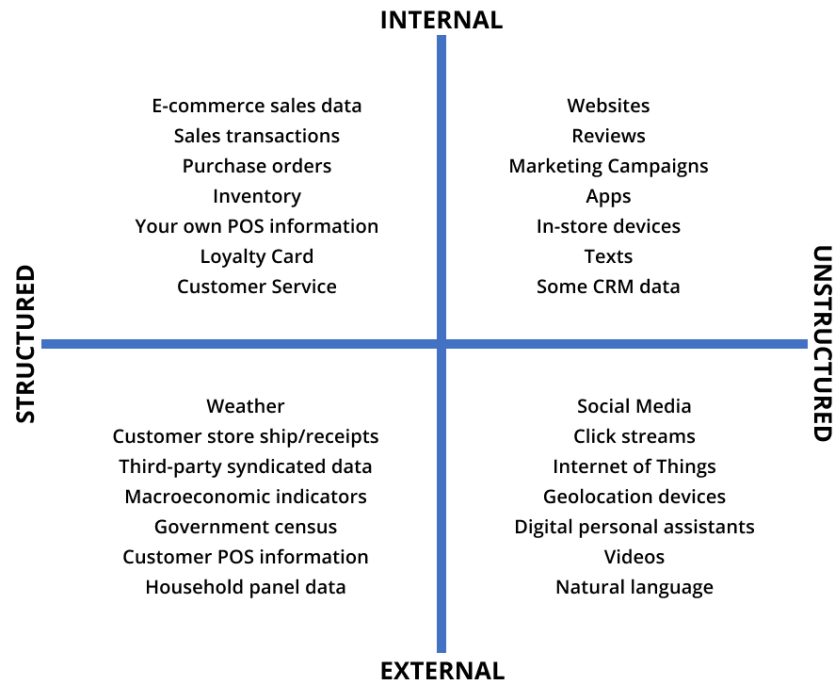 INTERNAL
E-commerce sales data
Sales transactions
Purchase orders
Inventory
Your own POS information
Loyalty Card
Customer Service
Websites
Reviews
Marketing Campaigns
Apps
In-store devices
Texts
Some CRM data
STRUCTURED
UNSTRUCTURED
Weather
Customer store ship/receipts
Third-party syndicated data
Macroeconomic indicators
Government census
Customer POS information
Household panel data
Social Media
Click streams
Internet of Things
Geolocation devices
Digital personal assistants
Videos
Natural language
EXTERNAL